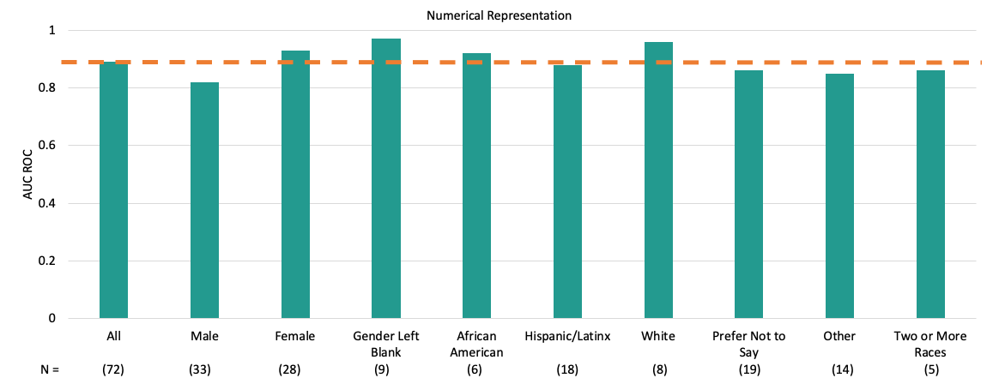 Numerical Representation
1
0.8
0.6
0.4
0.2
0
AUC ROC
All Male Female Gender Left African Hispanic/Latinx White Prefer Not to Other Two or More
Blank American Say Races
N = (72) (33) (28) (9) (6) (18) (8) (19) (14) (5)